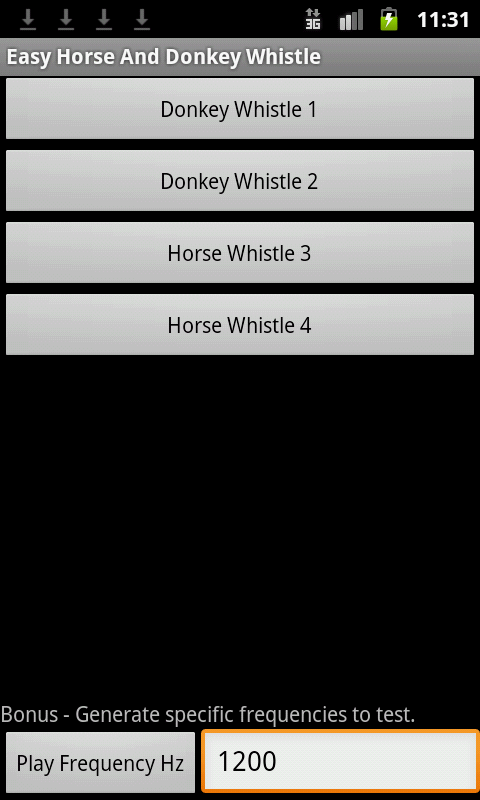 3G 11:31
Easy Horse And Donkey Whistle
Donkey Whistle 1
Donkey Whistle 2
Horse Whistle 3
Horse Whistle 4
Bonus - Generate specific frequencies to test.
Play Frequency Hz 1200